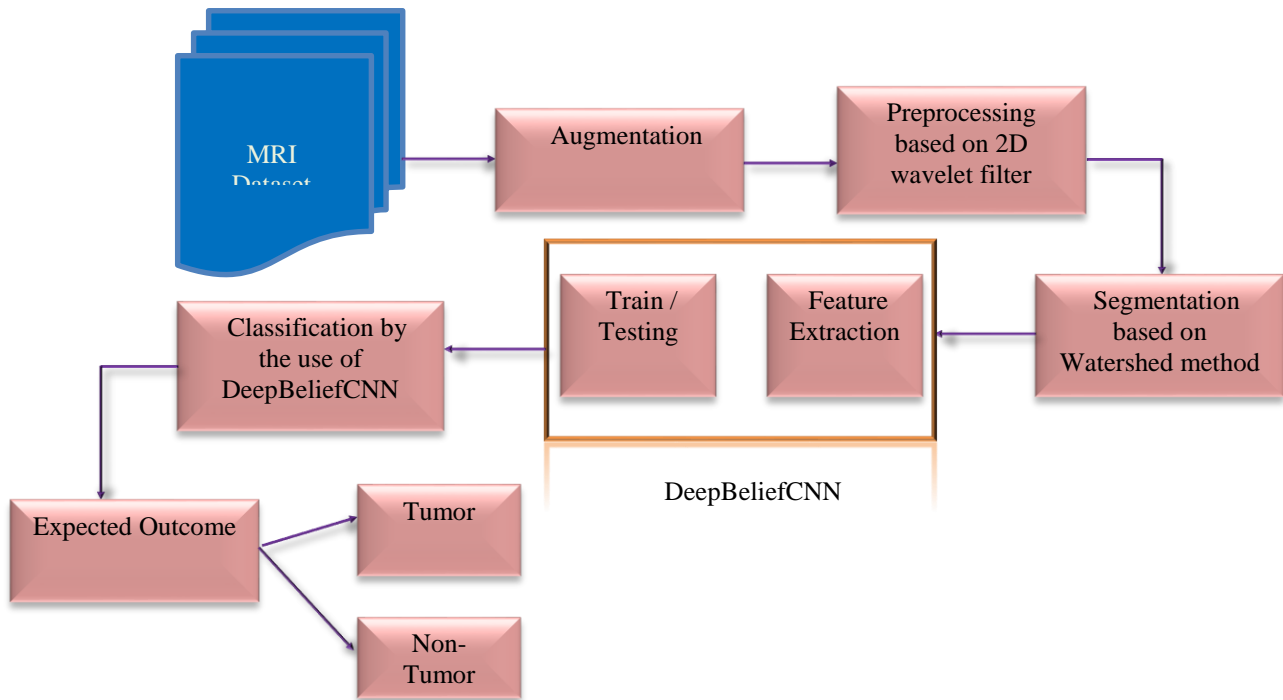 MRI
Dataset
Augmentation
Preprocessing
based on 2D
wavelet filter
Segmentation
based on
Watershed method
Feature
Extraction
Train /
Testing
DeepBeliefCNN
Classification by
the use of
DeepBeliefCNN
Expected Outcome
Tumor
Non-
Tumor